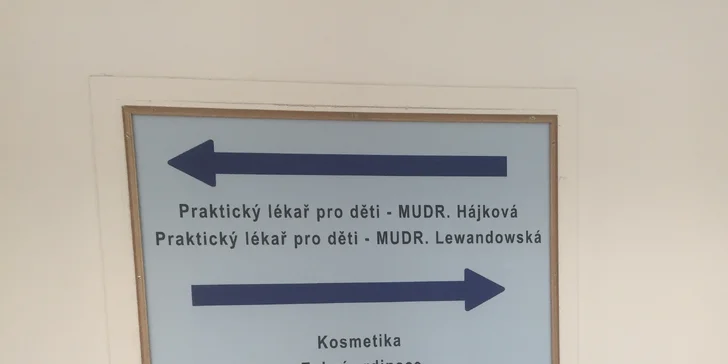 Praktický lékař pro děti - MUDR. Hájková
Praktický lékař pro děti - MUDR. Lewandowská
Kosmetika